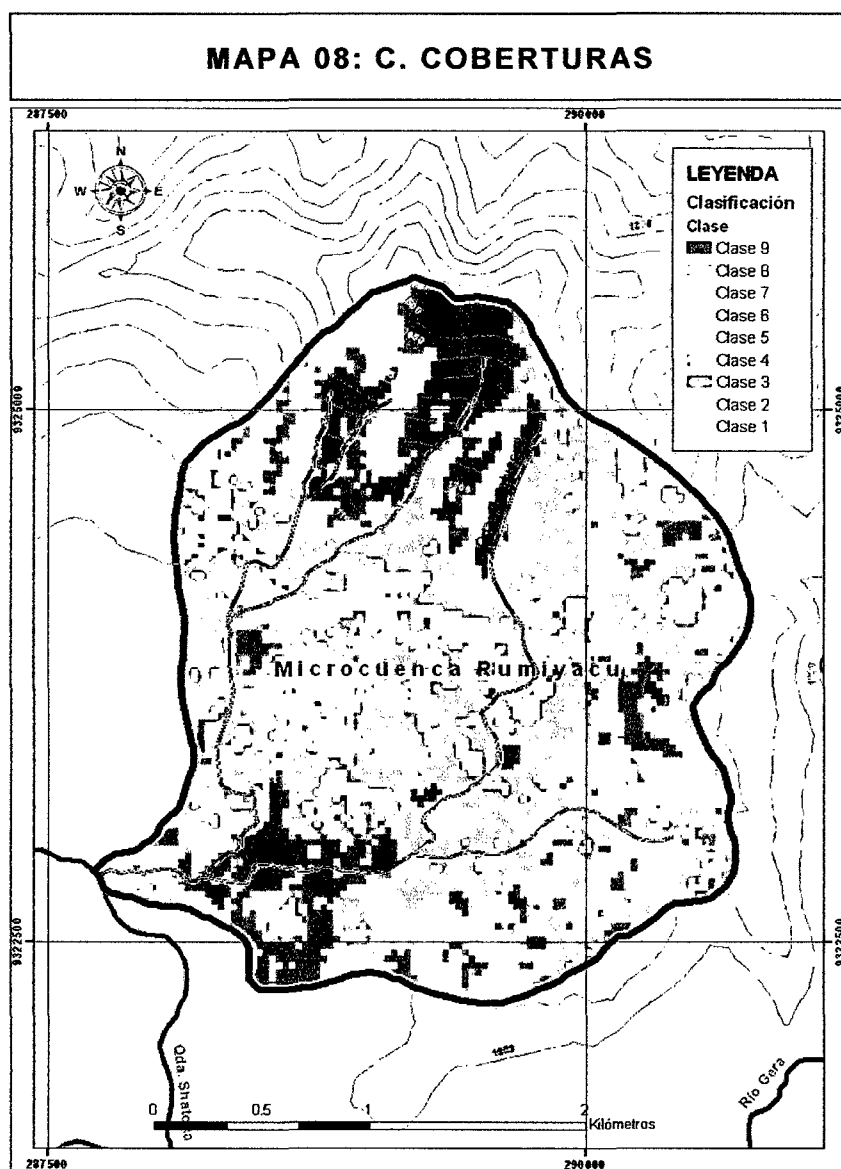 MAPA 08: C. COBERTURAS
287500
290000
N
W
E
S
LEYENDA
Clasificación
Clase
Clase 9
Clase 8
Clase 7
Clase 6
Clase 5
Clase 4
Clase 3
Clase 2
Clase 1
9325000
9325000
Microcuenca Rumiyacu
9322500
9322500
Qda.
Río Gera
0
0.5
1
2
Kilómetros
287500
290000